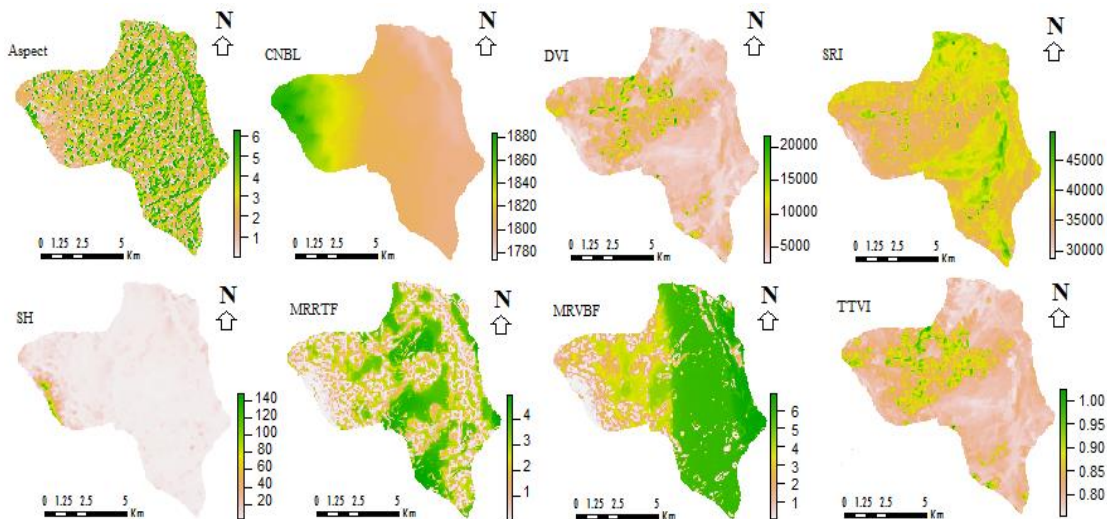 Aspect
N
6
5
4
3
2
1
0 1.25 2.5 5
Km
CNBL
N
1880
1860
1840
1820
1800
1780
0 1.25 2.5 5
Km
DVI
N
20000
15000
10000
5000
0 1.25 2.5 5
Km
SRI
N
45000
40000
35000
30000
0 1.25 2.5 5
Km
SH
N
140
120
100
80
60
40
20
0 1.25 2.5 5
Km
MRRTF
N
4
3
2
1
0 1.25 2.5 5
Km
MRVBF
N
6
5
4
3
2
1
0 1.25 2.5 5
Km
TTVI
N
1.00
0.95
0.90
0.85
0.80
0 1.25 2.5 5
Km